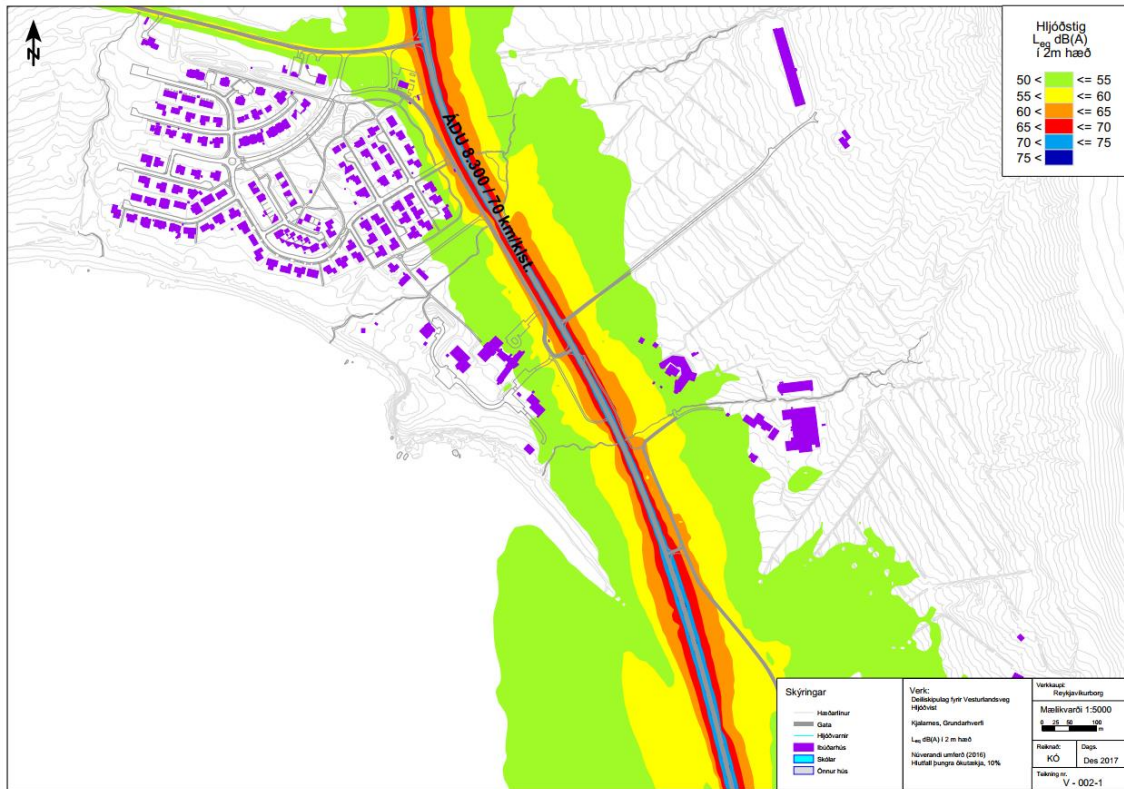 N
Hljóðstig
Leq dB(A)
í 2m hæð
50 < <= 55
55 < <= 60
60 < <= 65
65 < <= 70
70 < <= 75
75 <
ÁDU 8.300 / 70 km/klst.
Skýringar
Hæðarlínur
Gata
Hljóðvarnir
Íbúðarhús
Skólar
Önnur hús
Verk:
Deiliskipulag fyrir Vesturlandsveg
Hljóðvist
Kjalarnes, Grundarhverfi
Leq dB(A) í 2 m hæð
Núverandi umferð (2016)
Hlutfall þungra ökutækja, 10%
Verkkaupi:
Reykjavíkurborg
Mælikvarði 1:5000
0 25 50 100
m
Reiknað: Dags.
KÓ Des 2017
Teikning nr.
V - 002-1